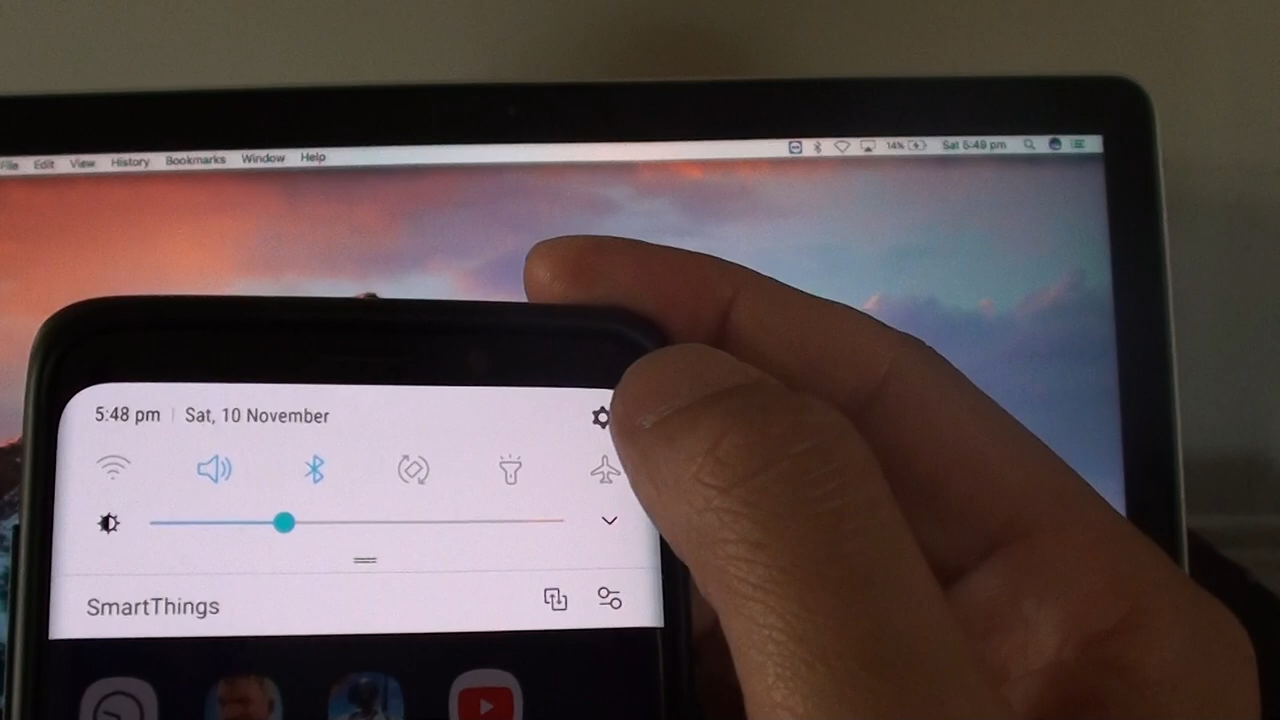 File Edit View History Bookmarks Window Help 14% Sat 5:49 pm
5:48 pm Sat, 10 November
SmartThings